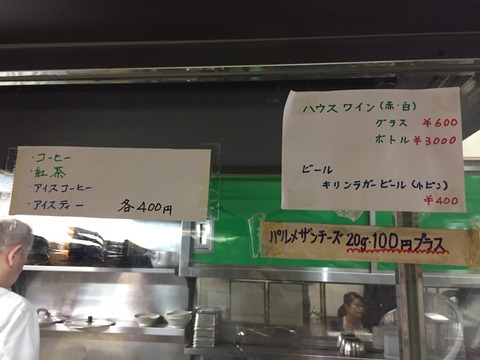 ・コーヒー
・紅茶
・アイスコーヒー
・アイスティー 各400円
ハウスワイン(赤・白)
グラス ¥600
ボトル ¥3000
ビール
キリンラガービール(小ビン)
¥400
パルメザンチーズ 20g・100円プラス